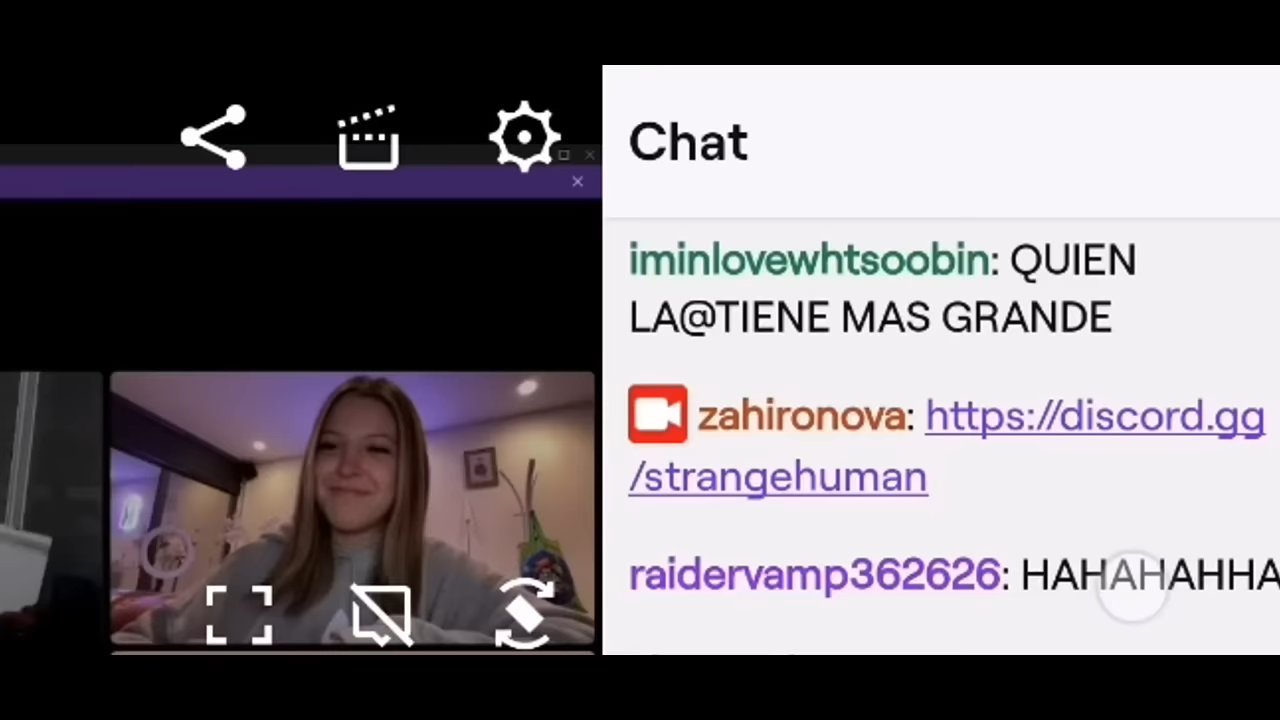 Chat
iminlovewhtsoobin: QUIEN
LA@TIENE MAS GRANDE
zahironova: https://discord.gg
/strangehuman
raidervamp362626: HAHAHAHHA